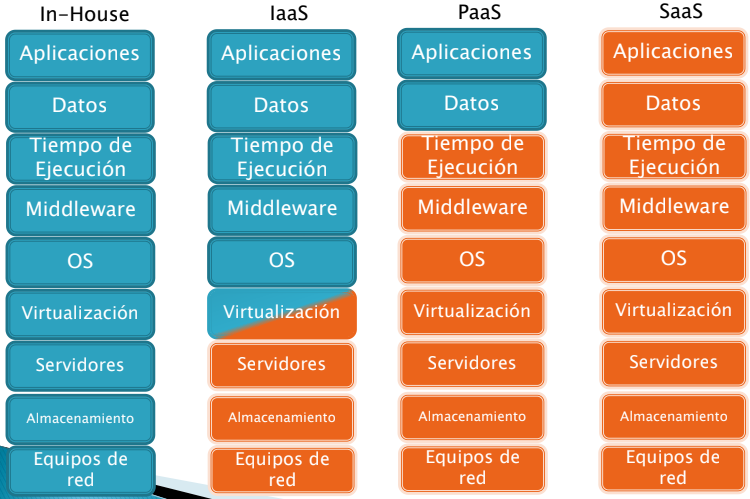 In-House
Aplicaciones
Datos
Tiempo de
Ejecución
Middleware
OS
Virtualización
Servidores
Almacenamiento
Equipos de
red
IaaS
Aplicaciones
Datos
Tiempo de
Ejecución
Middleware
OS
Virtualización
Servidores
Almacenamiento
Equipos de
red
PaaS
Aplicaciones
Datos
Tiempo de
Ejecución
Middleware
OS
Virtualización
Servidores
Almacenamiento
Equipos de
red
SaaS
Aplicaciones
Datos
Tiempo de
Ejecución
Middleware
OS
Virtualización
Servidores
Almacenamiento
Equipos de
red